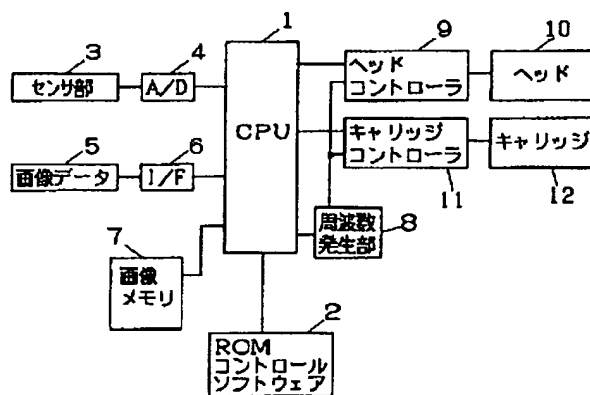 1
CPU
3
センサ部
4
A/D
5
画像データ
6
I/F
7
画像
メモリ
2
ROM
コントロール
ソフトウェア
8
周波数
発生部
9
ヘッド
コントローラ
10
ヘッド
キャリッジ
コントローラ
11
キャリッジ
12